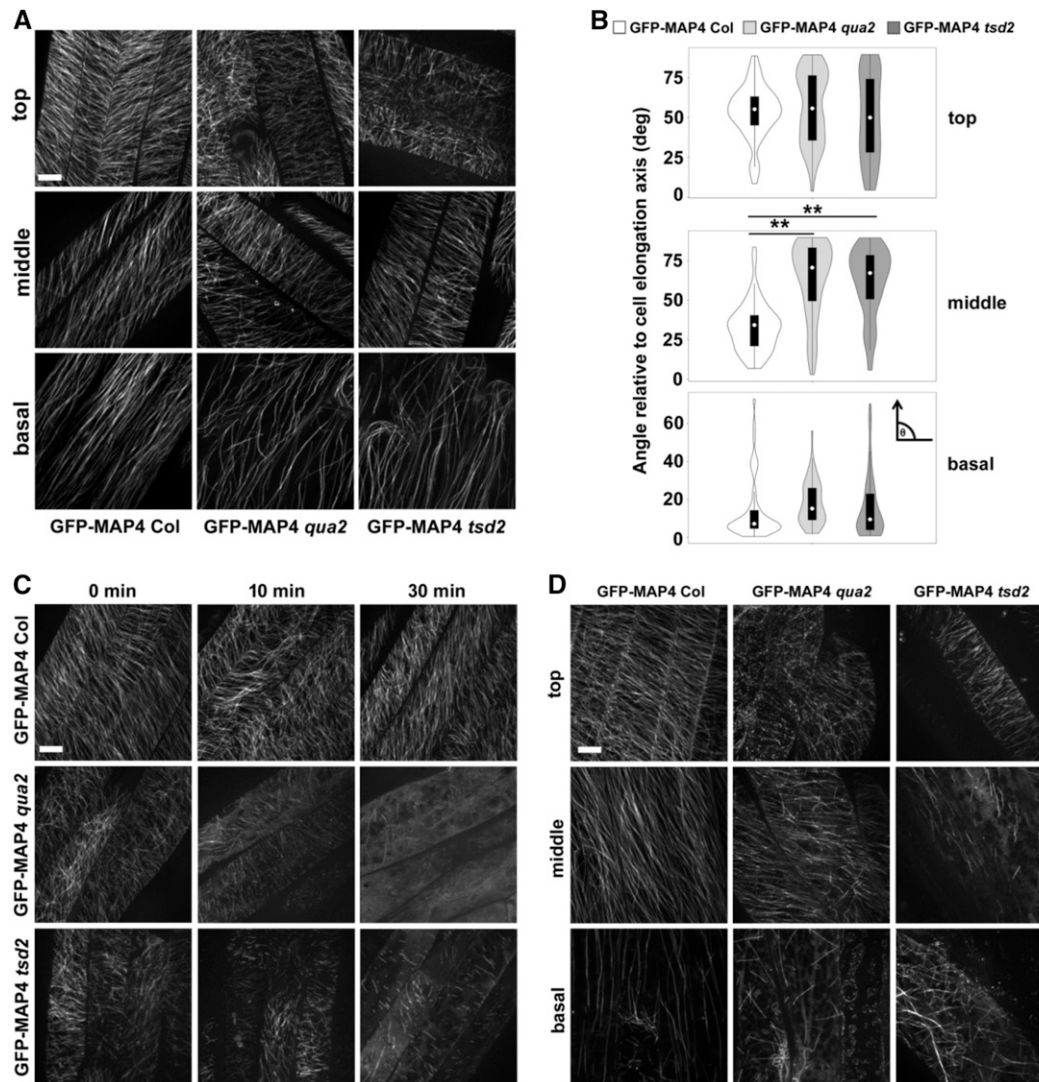 A
top
middle
basal
GFP-MAP4 Col
GFP-MAP4 qua2
GFP-MAP4 tsd2
B
GFP-MAP4 Col
GFP-MAP4 qua2
GFP-MAP4 tsd2
Angle relative to cell elongation axis (deg)
75
50
25
0
top
**
**
75
50
25
0
middle
60
40
20
0
θ
basal
C
0 min
10 min
30 min
GFP-MAP4 Col
GFP-MAP4 qua2
GFP-MAP4 tsd2
D
GFP-MAP4 Col
GFP-MAP4 qua2
GFP-MAP4 tsd2
top
middle
basal